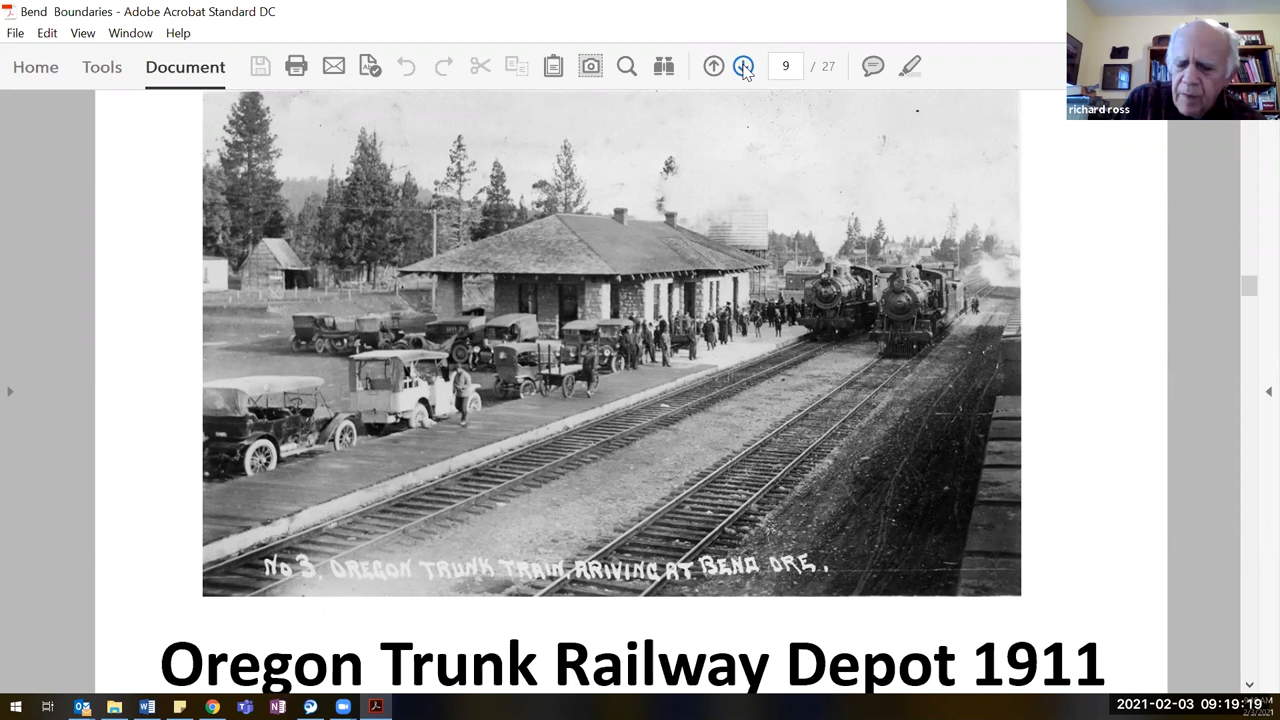 Bend Boundaries - Adobe Acrobat Standard DC
File Edit View Window Help
Home Tools Document 9 / 27
richard ross
No 3. OREGON TRUNK TRAIN, ARIVING AT BEND ORE.
Oregon Trunk Railway Depot 1911
2021-02-03 09:19:19